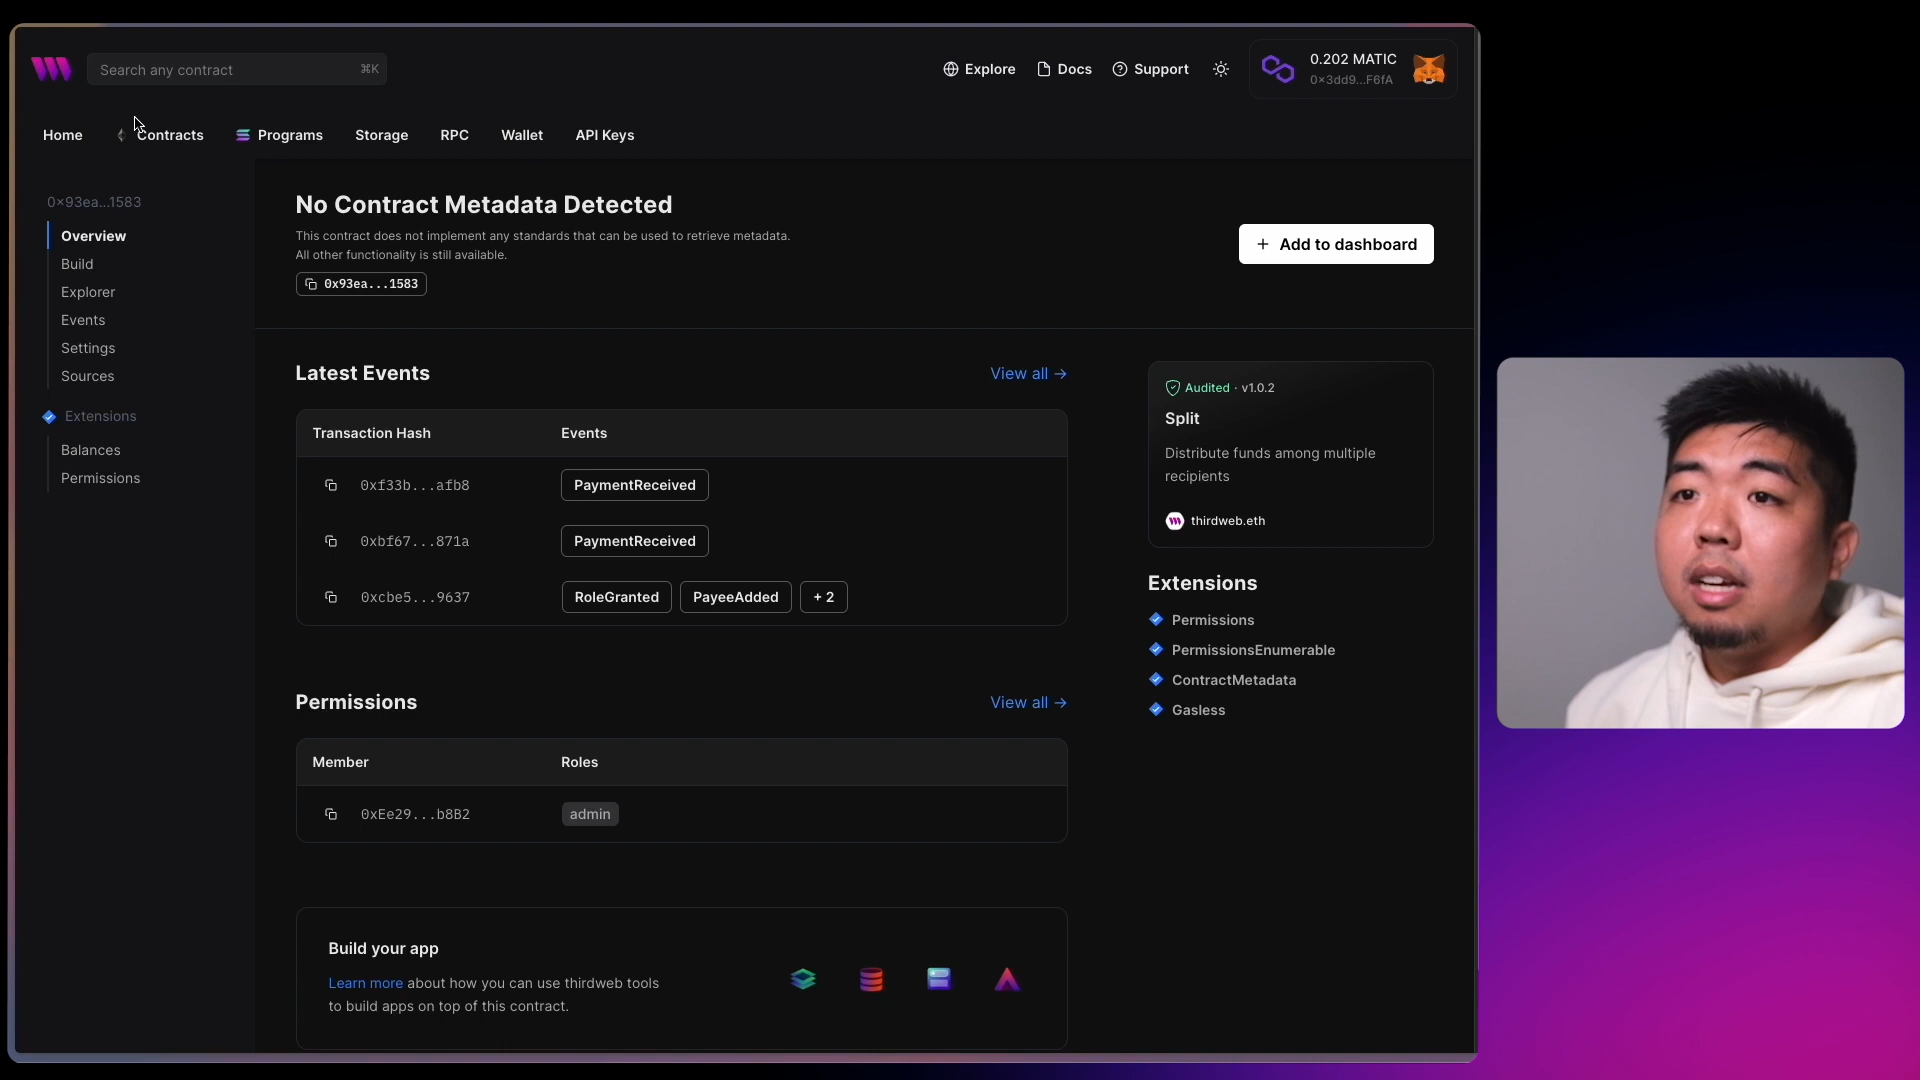 Search any contract
⌘K
Explore
Docs
Support
0.202 MATIC
0x3dd9...F6fA
Home
Contracts
Programs
Storage
RPC
Wallet
API Keys
0x93ea...1583
Overview
Build
Explorer
Events
Settings
Sources
Extensions
Balances
Permissions
No Contract Metadata Detected
This contract does not implement any standards that can be used to retrieve metadata.
All other functionality is still available.
0x93ea...1583
+ Add to dashboard
Latest Events
View all →
Transaction Hash
Events
0xf33b...afb8
PaymentReceived
0xbf67...871a
PaymentReceived
0xcbe5...9637
RoleGranted
PayeeAdded
+ 2
Permissions
View all →
Member
Roles
0xEe29...b8B2
admin
Build your app
Learn more about how you can use thirdweb tools
to build apps on top of this contract.
Audited · v1.0.2
Split
Distribute funds among multiple
recipients
thirdweb.eth
Extensions
Permissions
PermissionsEnumerable
ContractMetadata
Gasless